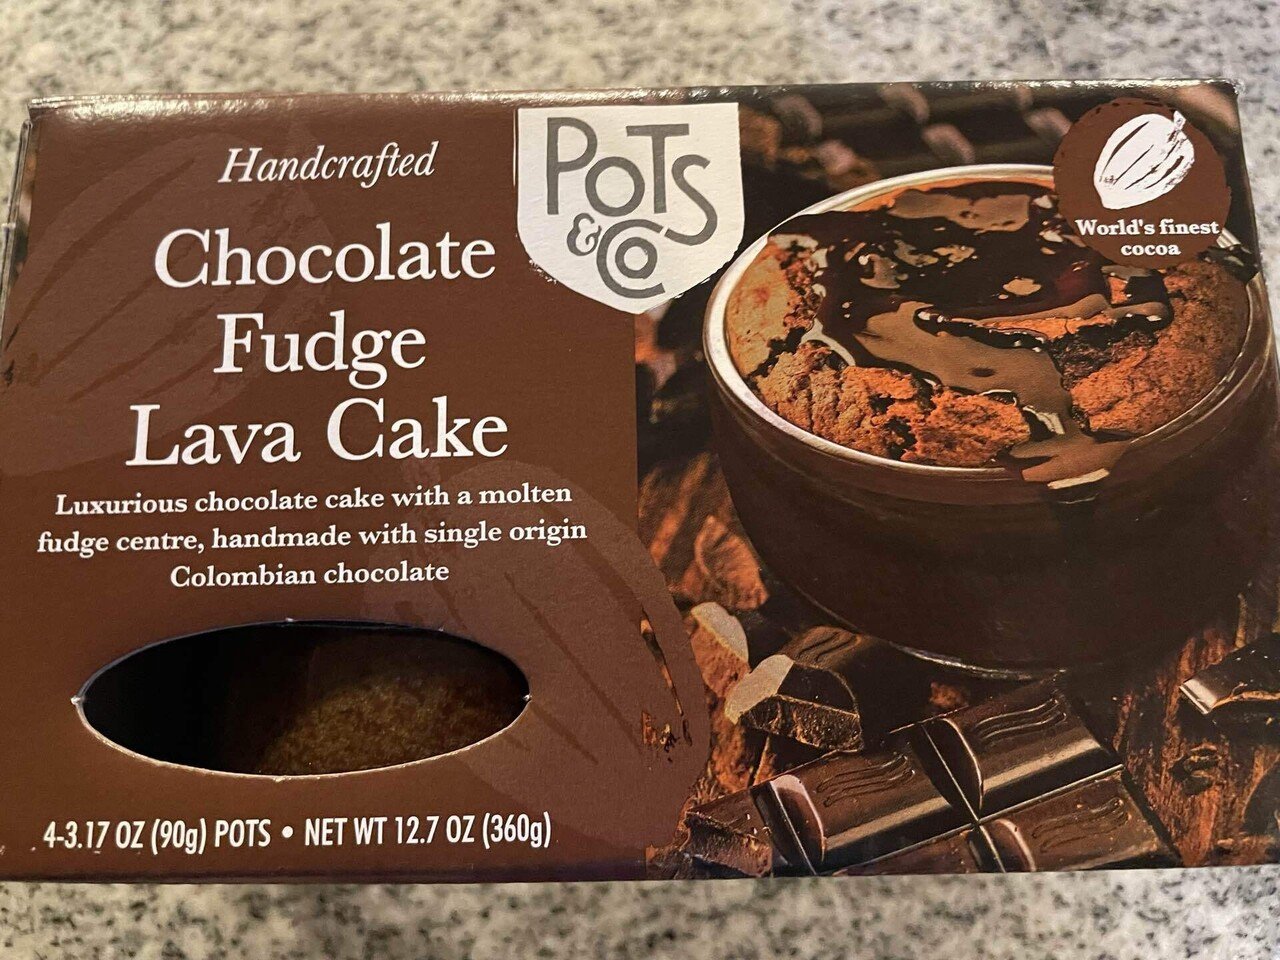 Handcrafted
Chocolate
Fudge
Lava Cake
Luxurious chocolate cake with a molten
fudge centre, handmade with single origin
Colombian chocolate
4-3.17 OZ (90g) POTS • NET WT 12.7 OZ (360g)
POTS
& Co
World's finest
cocoa